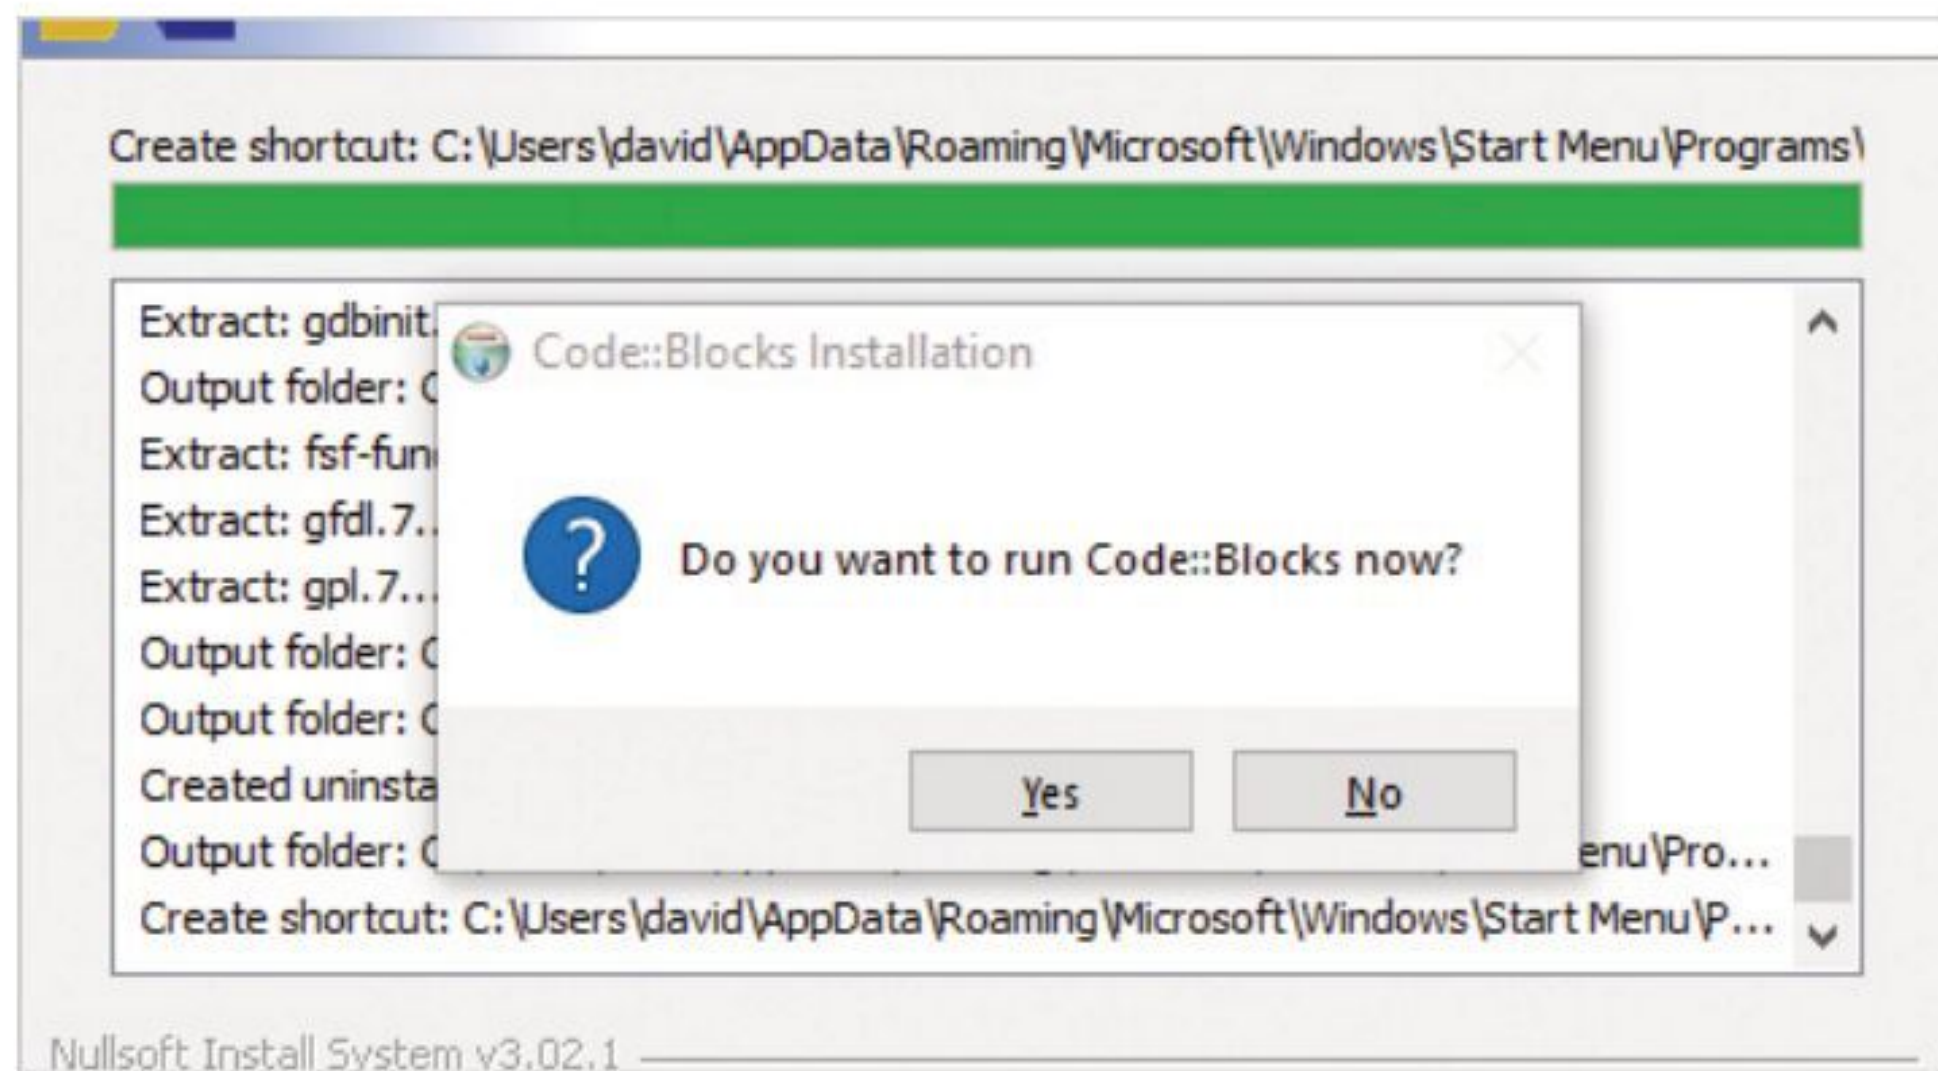 Create shortcut: C:\Users\david\AppData\Roaming\Microsoft\Windows\Start Menu\Programs\
Extract: gdbinit.
Code::Blocks Installation
Output folder: C
Extract: fsf-fun
Extract: gfdl.7..
Do you want to run Code::Blocks now?
Extract: gpl.7...
Output folder: C
Output folder: C
Created uninsta
Yes No
Output folder: C enu\Pro...
Create shortcut: C:\Users\david\AppData\Roaming\Microsoft\Windows\Start Menu\P...
Nullsoft Install System v3.02.1